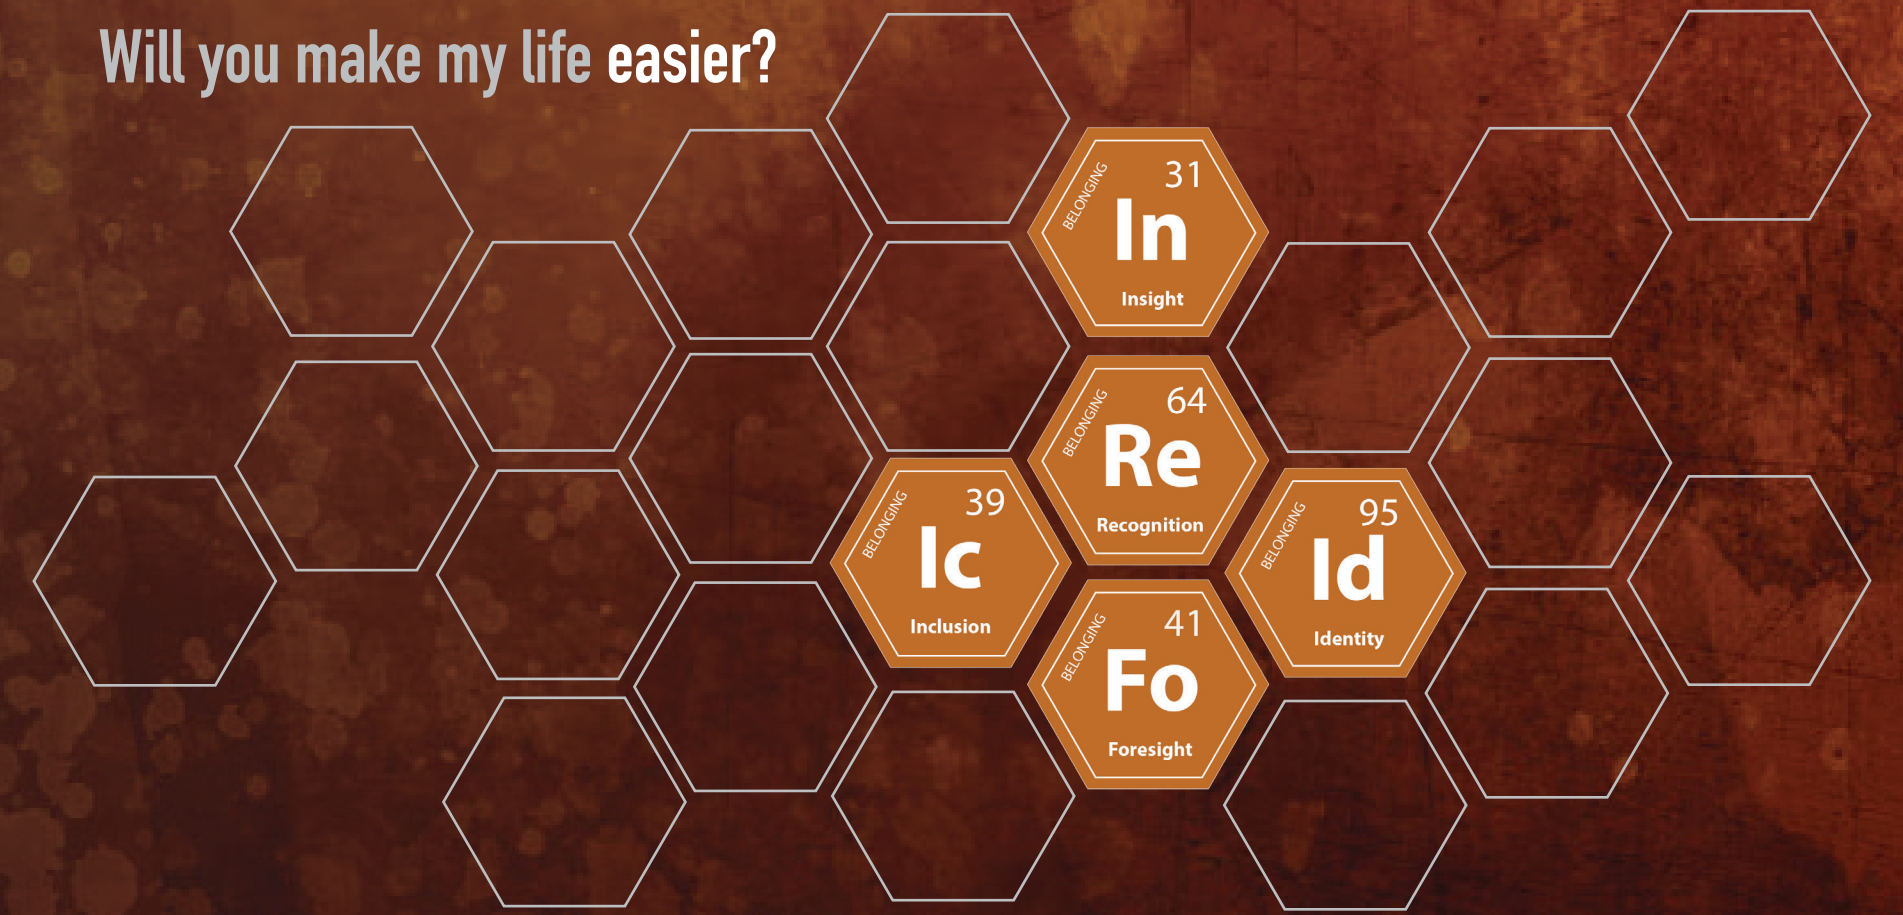 Will you make my life easier?
BELONGING
31
In
Insight
BELONGING
64
Re
Recognition
BELONGING
39
Ic
Inclusion
BELONGING
95
Id
Identity
BELONGING
41
Fo
Foresight